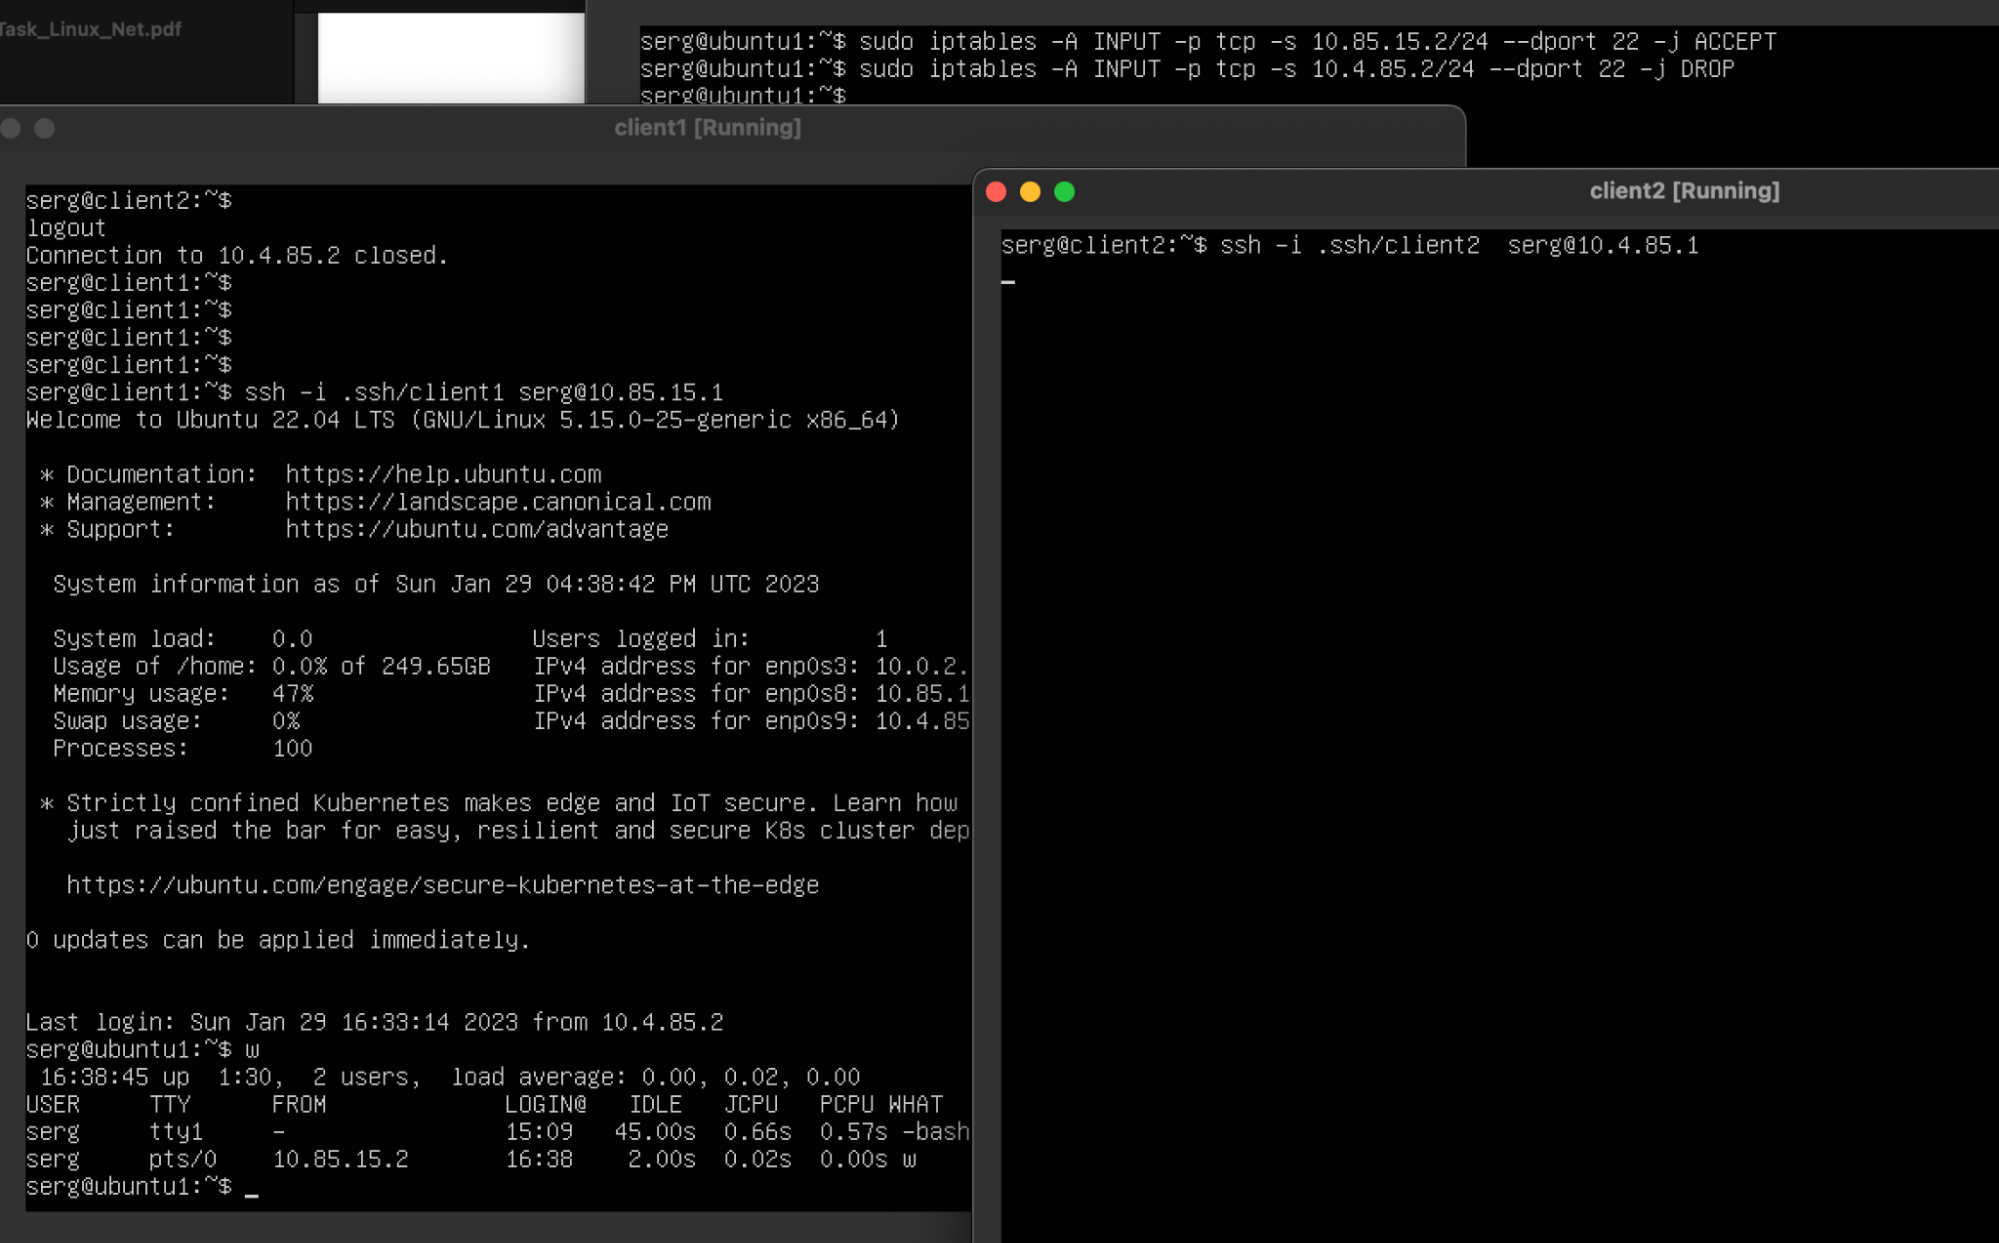 Task_Linux_Net.pdf
serg@ubuntu1:~$ sudo iptables -A INPUT -p tcp -s 10.85.15.2/24 --dport 22 -j ACCEPT
serg@ubuntu1:~$ sudo iptables -A INPUT -p tcp -s 10.4.85.2/24 --dport 22 -j DROP
serg@ubuntu1:~$
client1 [Running]
serg@client2:~$
logout
Connection to 10.4.85.2 closed.
serg@client1:~$
serg@client1:~$
serg@client1:~$
serg@client1:~$
serg@client1:~$ ssh -i .ssh/client1 serg@10.85.15.1
Welcome to Ubuntu 22.04 LTS (GNU/Linux 5.15.0-25-generic x86_64)
* Documentation:  https://help.ubuntu.com
* Management:     https://landscape.canonical.com
* Support:        https://ubuntu.com/advantage
System information as of Sun Jan 29 04:38:42 PM UTC 2023
System load:    0.0                Users logged in:         1
Usage of /home: 0.0% of 249.65GB   IPv4 address for enp0s3: 10.0.2.
Memory usage:   47%                IPv4 address for enp0s8: 10.85.1
Swap usage:     0%                 IPv4 address for enp0s9: 10.4.85
Processes:      100
* Strictly confined Kubernetes makes edge and IoT secure. Learn how
just raised the bar for easy, resilient and secure K8s cluster dep
https://ubuntu.com/engage/secure-kubernetes-at-the-edge
0 updates can be applied immediately.
Last login: Sun Jan 29 16:33:14 2023 from 10.4.85.2
serg@ubuntu1:~$ w
16:38:45 up  1:30,  2 users,  load average: 0.00, 0.02, 0.00
USER     TTY      FROM             LOGIN@   IDLE   JCPU   PCPU WHAT
serg     tty1     -                15:09   45.00s  0.66s  0.57s -bash
serg     pts/0    10.85.15.2       16:38    2.00s  0.02s  0.00s w
serg@ubuntu1:~$ _
client2 [Running]
serg@client2:~$ ssh -i .ssh/client2  serg@10.4.85.1
_